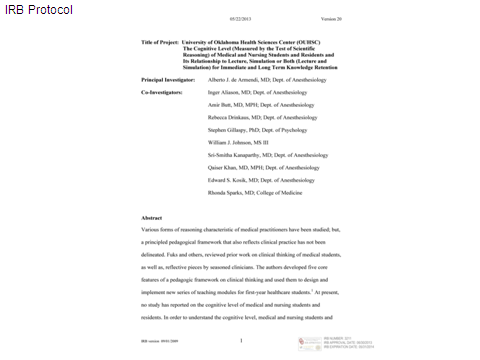 IRB Protocol
05/22/2013 Version 20
Title of Project: University of Oklahoma Health Sciences Center (OUHSC)
The Cognitive Level (Measured by the Test of Scientific
Reasoning) of Medical and Nursing Students and Residents and
Its Relationship to Lecture, Simulation or Both (Lecture and
Simulation) for Immediate and Long Term Knowledge Retention
Principal Investigator: Alberto J. de Armendi, MD; Dept. of Anesthesiology
Co-Investigators: Inger Aliason, MD; Dept. of Anesthesiology
Amir Butt, MD, MPH; Dept. of Anesthesiology
Rebecca Drinkaus, MD; Dept. of Anesthesiology
Stephen Gillaspy, PhD; Dept. of Psychology
William J. Johnson, MS III
Sri-Smitha Kanaparthy, MD; Dept. of Anesthesiology
Qaiser Khan, MD, MPH; Dept. of Anesthesiology
Edward S. Kosik, MD; Dept. of Anesthesiology
Rhonda Sparks, MD; College of Medicine
Abstract
Various forms of reasoning characteristic of medical practitioners have been studied; but,
a principled pedagogical framework that also reflects clinical practice has not been
delineated. Fuks and others, reviewed prior work on clinical thinking of medical students,
as well as, reflective pieces by seasoned clinicians. The authors developed five core
features of a pedagogic framework on clinical thinking and used them to design and
implement new series of teaching modules for first-year healthcare students.¹ At present,
no study has reported on the cognitive level of medical and nursing students and
residents. In order to understand the cognitive level, medical and nursing students and
IRB version 09/01/2009 1
IRB NUMBER:
IRB APPROVAL DATE:
IRB EXPIRATION DATE: